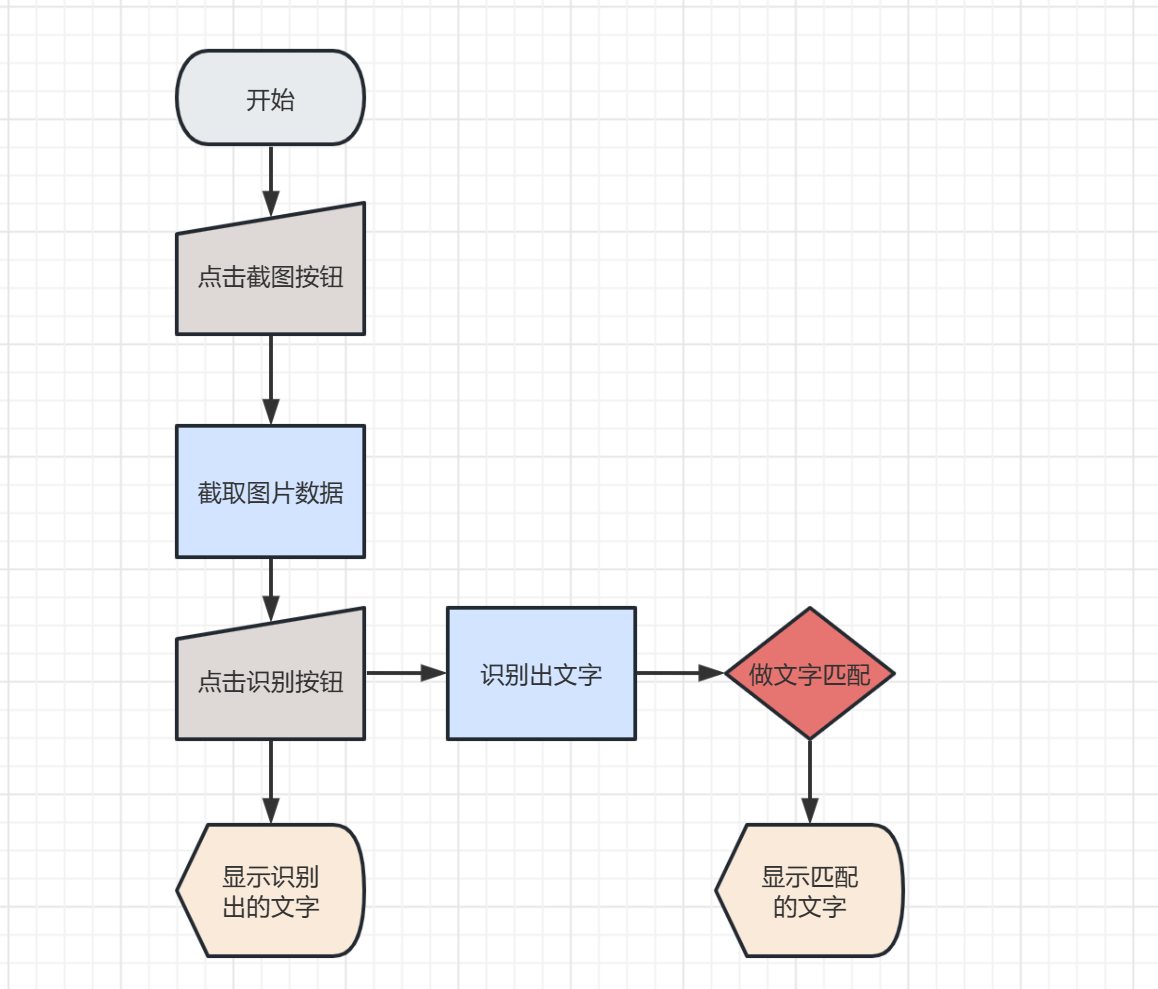 开始
点击截图按钮
截取图片数据
点击识别按钮
识别出文字
做文字匹配
显示识别
出的文字
显示匹配
的文字